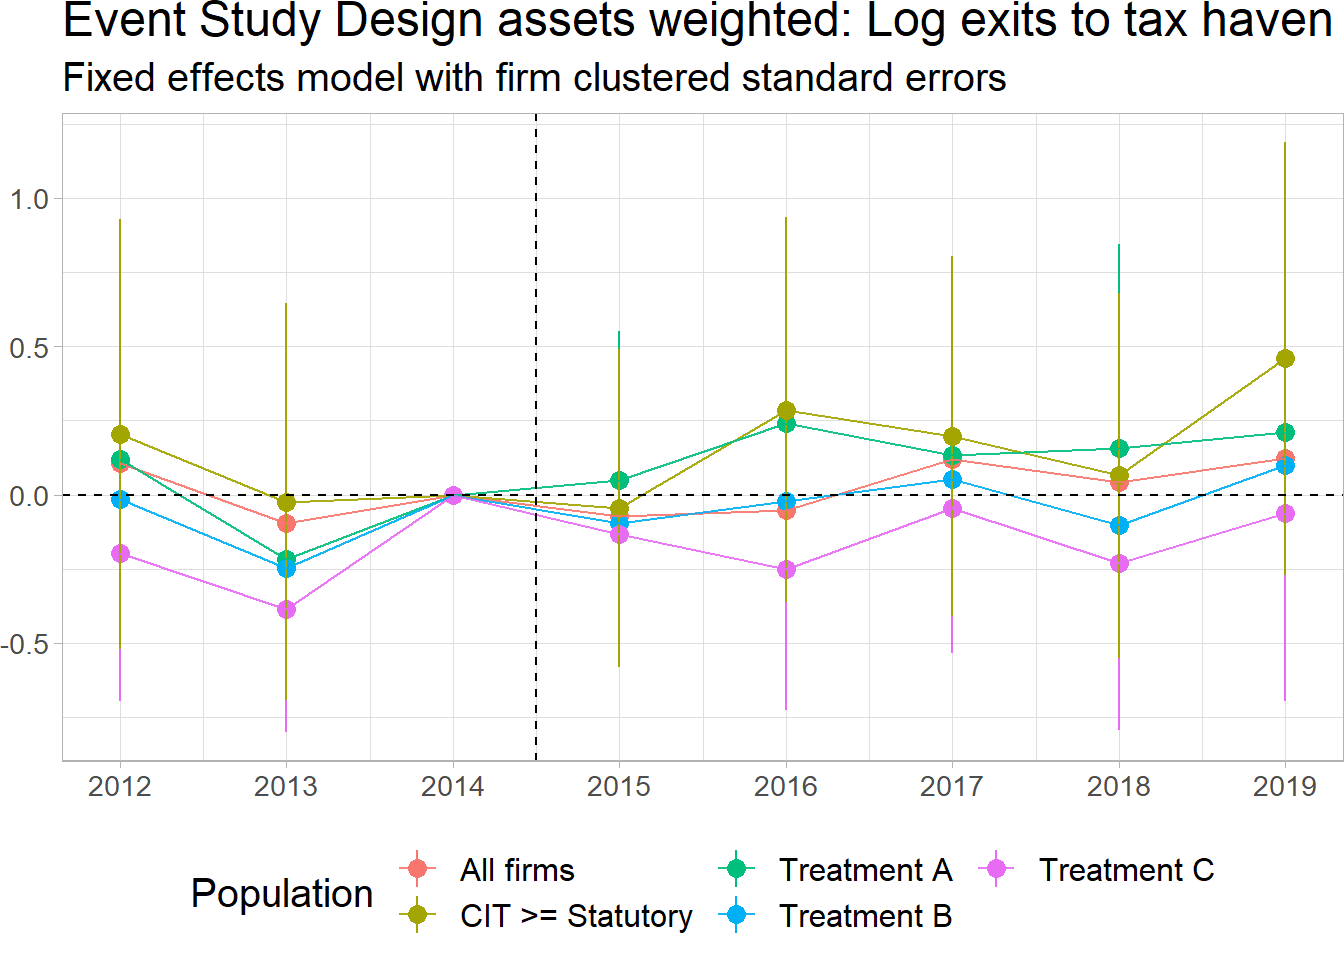 Event Study Design assets weighted: Log exits to tax haven
Fixed effects model with firm clustered standard errors
1.0
0.5
0.0
-0.5
2012 2013 2014 2015 2016 2017 2018 2019
Population
All firms Treatment A Treatment C
CIT >= Statutory Treatment B